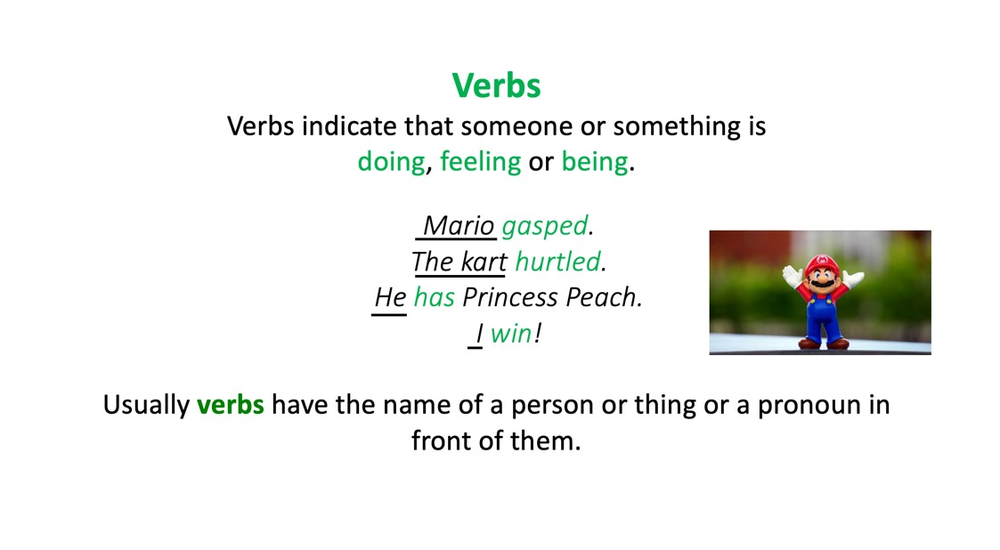 Verbs
Verbs indicate that someone or something is
doing, feeling or being.
Mario gasped.
The kart hurtled.
He has Princess Peach.
I win!
Usually verbs have the name of a person or thing or a pronoun in
front of them.